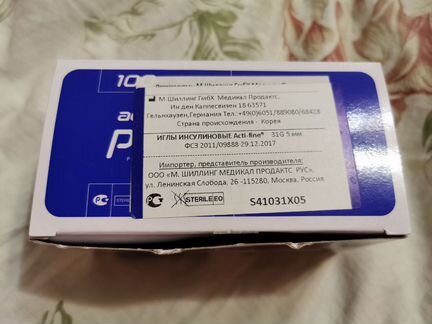 100
М. Шиллинг ГмбХ Медикал Продактс.
Ин ден Каппесвизен 18 63571
Гельнхаузен,Германия Тел.:+49(0)6051/889080/68428
Страна происхождения - Корея
ИГЛЫ ИНСУЛИНОВЫЕ Acti-fine® 31G 5 мм
ФСЗ 2011/09888 29.12.2017
Импортер, представитель производителя:
ООО «М. ШИЛЛИНГ МЕДИКАЛ ПРОДАКТС РУС»,
ул. Ленинская Слобода, 26 -115280, Москва, Россия
STERILE EO
S41031X05